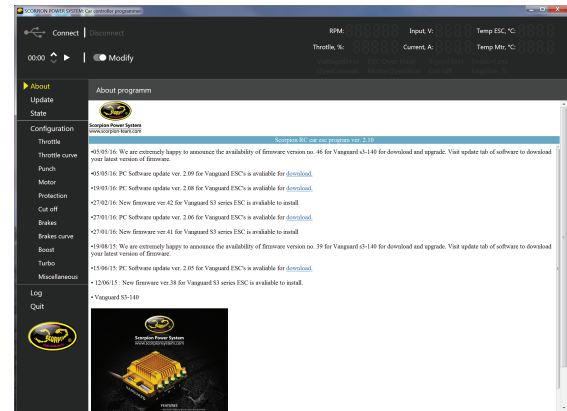 SCORPION POWER SYSTEM: Car controller programmer
Connect Disconnect
RPM: Input, V: Temp ESC, °C:
Throtle, %: Current, A: Temp Mtr, °C:
00:00 Modify
About
Update
State
Configuration
Throttle
Throttle curve
Punch
Motor
Protection
Cut off
Brakes
Brakes curve
Boost
Turbo
Miscellaneous
Log
Quit
About programm
Scorpion Power System
www.scorpion-team.com
Scorpion RC car esc program ver. 2.10
•05/05/16: We are extremely happy to announce the availability of firmware version no. 46 for Vanguard s3-140 for download and upgrade. Visit update tab of software to download
your latest version of firmware.
•05/05/16: PC Software update ver. 2.09 for Vanguard ESC's is avaliable for download.
•19/03/16: PC Software update ver. 2.08 for Vanguard ESC's is avaliable for download.
•27/02/16: New firmware ver.42 for Vanguard S3 series ESC is avaliable to install
•27/01/16: PC Software update ver. 2.06 for Vanguard ESC's is avaliable for download.
•27/01/16: New firmware ver.41 for Vanguard S3 series ESC is avaliable to install
•19/08/15: We are extremely happy to announce the availability of firmware version no. 39 for Vanguard s3-140 for download and upgrade. Visit update tab of software to download
your latest version of firmware.
•15/06/15: PC Software update ver. 2.05 for Vanguard ESC's is avaliable for download.
• 12/06/15 : New firmware ver.38 for Vanguard S3 series ESC is avaliable to install.
• Vanguard S3-140
Scorpion Power System
www.scorpionsystem.com
FEATURES